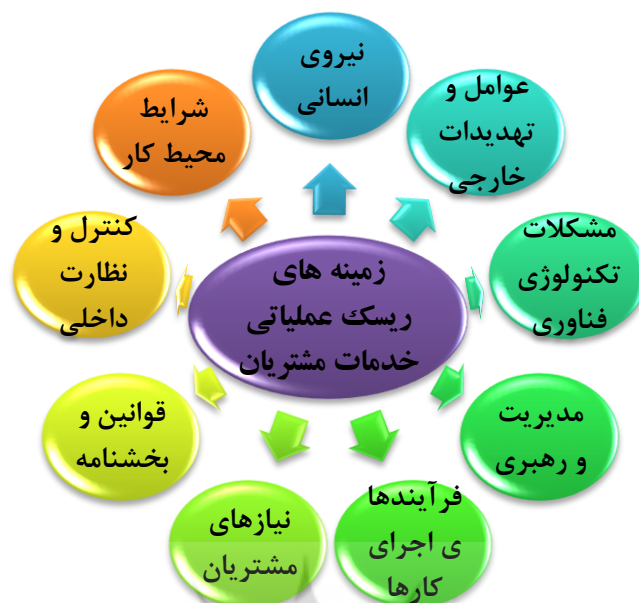 نیروی
انسانی
عوامل و
تهدیدات
خارجی
مشکلات
تکنولوژی
فناوری
مدیریت
و رهبری
فرآیندها
ی اجرای
کارها
نیازهای
مشتریان
قوانین و
بخشنامه
کنترل و
نظارت
داخلی
شرایط
محیط کار
زمینه های
ریسک عملیاتی
خدمات مشتریان